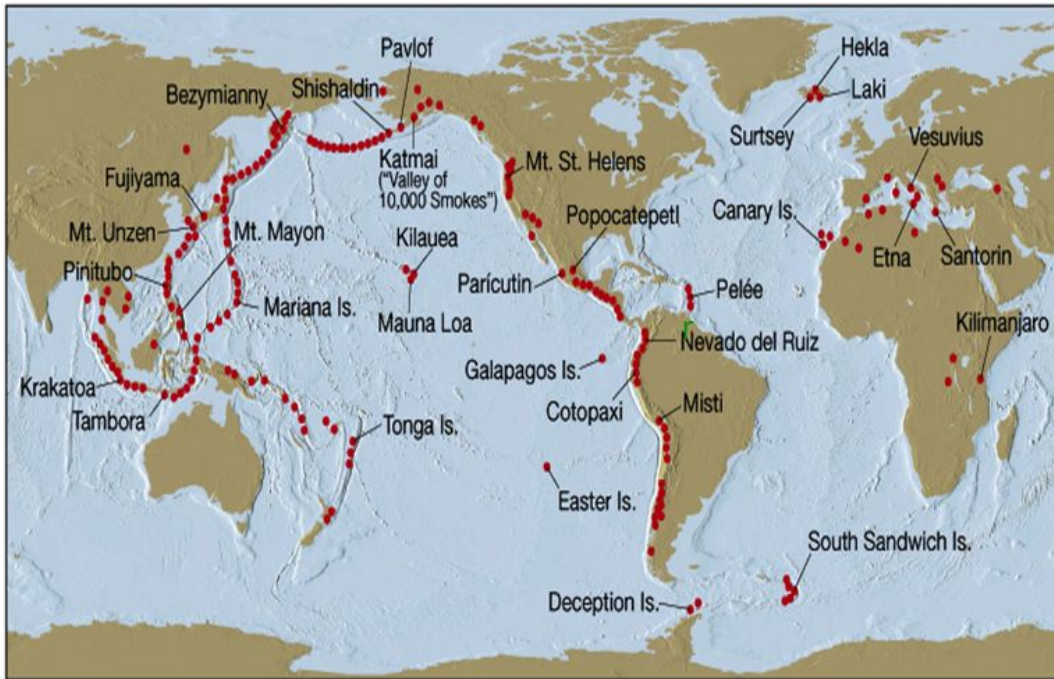 Pavlof
Hekla
Shishaldin
Bezymianny
Laki
Surtsey
Vesuvius
Katmai
("Valley of
10,000 Smokes")
Mt. St. Helens
Fujiyama
Popocatepetl
Canary Is.
Mt. Unzen
Mt. Mayon
Kilauea
Etna
Santorin
Pinitubo
Parícutin
Pelée
Mariana Is.
Mauna Loa
Kilimanjaro
Nevado del Ruiz
Galapagos Is.
Krakatoa
Cotopaxi
Misti
Tambora
Tonga Is.
Easter Is.
South Sandwich Is.
Deception Is.
r